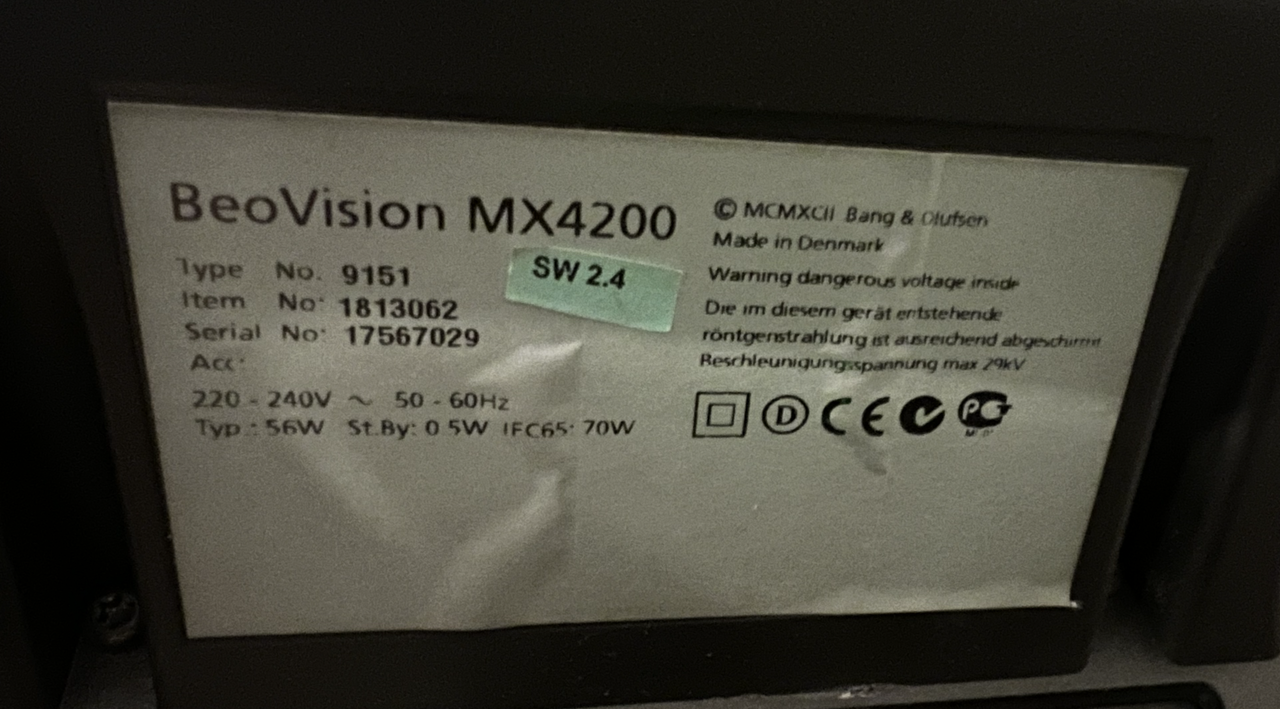 BeoVision MX4200
SW 2.4
Type No. 9151
Item No: 1813062
Serial No: 17567029
Acc:
220 - 240V ~ 50 - 60Hz
Typ.: 56W St.By: 0.5W IEC65: 70W
© MCMXCII Bang & Olufsen
Made in Denmark
Warning dangerous voltage inside
Die im diesem gerät entstehende
röntgenstrahlung ist ausreichend abgeschirmt
Beschleunigungsspannung max 29kV
D CE PG